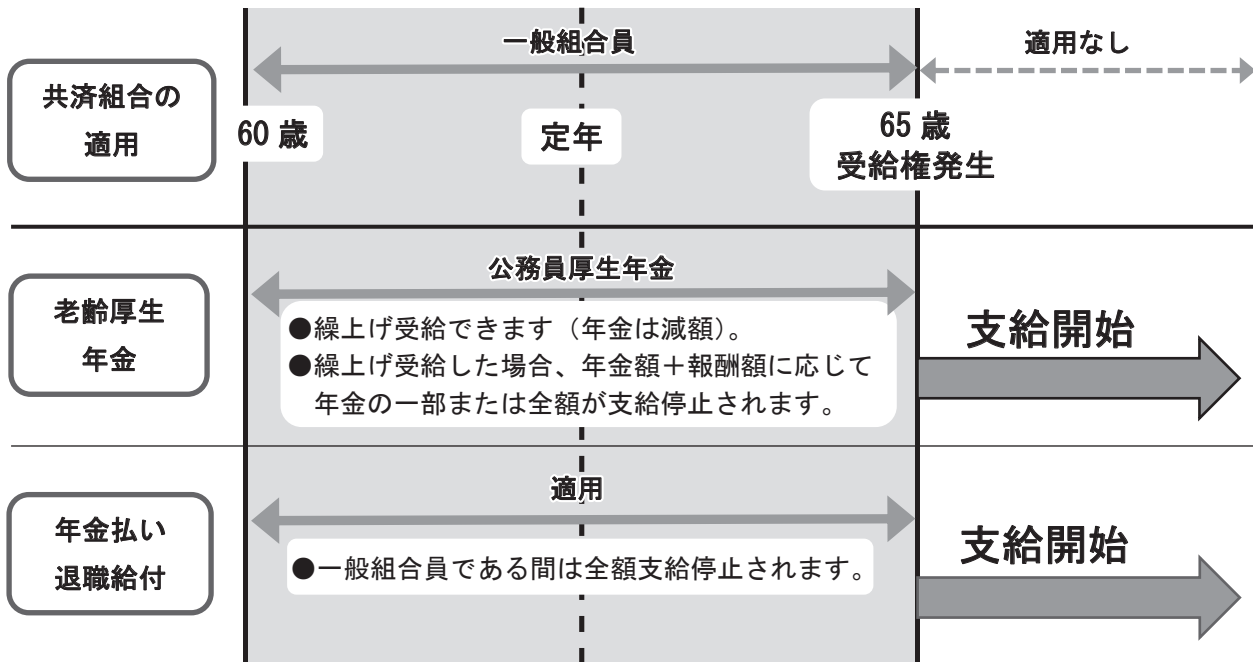 共済組合の
適用
一般組合員
適用なし
60 歳
定年
65 歳
受給権発生
老齢厚生
年金
公務員厚生年金
●繰上げ受給できます（年金は減額）。
●繰上げ受給した場合、年金額＋報酬額に応じて
年金の一部または全額が支給停止されます。
支給開始
年金払い
退職給付
適用
●一般組合員である間は全額支給停止されます。
支給開始